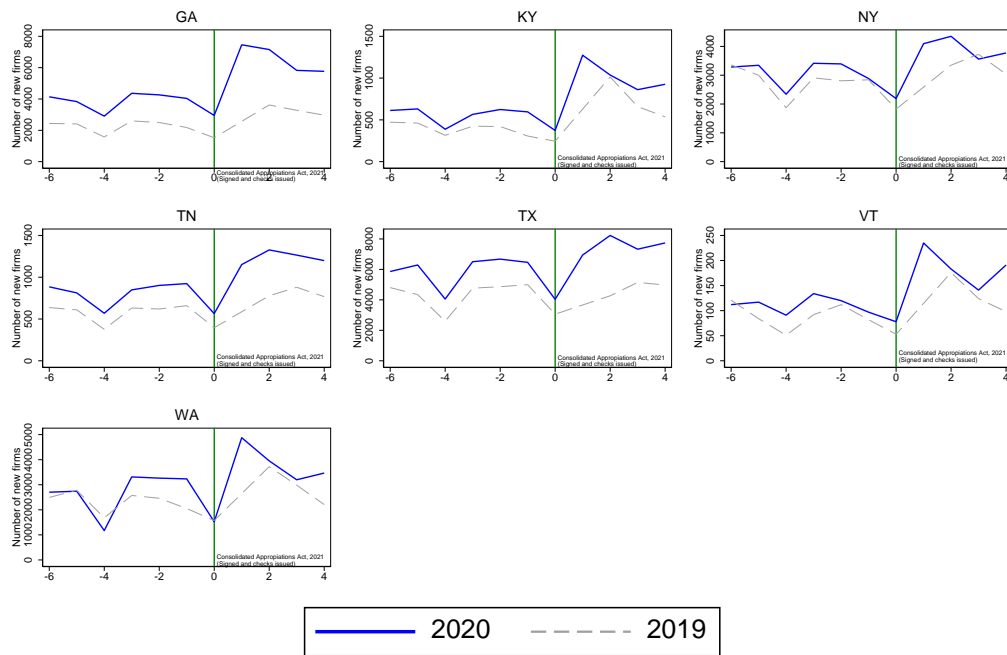 GA
Number of new firms
8000
6000
4000
2000
0
Consolidated Appropiations Act, 2021
(Signed and checks issued)
-6 -4 -2 0 2 4
KY
Number of new firms
1500
1000
500
0
Consolidated Appropiations Act, 2021
(Signed and checks issued)
-6 -4 -2 0 2 4
NY
Number of new firms
4000
3000
2000
1000
0
Consolidated Appropiations Act, 2021
(Signed and checks issued)
-6 -4 -2 0 2 4
TN
Number of new firms
1500
1000
500
0
Consolidated Appropiations Act, 2021
(Signed and checks issued)
-6 -4 -2 0 2 4
TX
Number of new firms
8000
6000
4000
2000
0
Consolidated Appropiations Act, 2021
(Signed and checks issued)
-6 -4 -2 0 2 4
VT
Number of new firms
250
200
150
100
50
0
Consolidated Appropiations Act, 2021
(Signed and checks issued)
-6 -4 -2 0 2 4
WA
Number of new firms
5000
4000
3000
2000
1000
0
Consolidated Appropiations Act, 2021
(Signed and checks issued)
-6 -4 -2 0 2 4
2020 2019